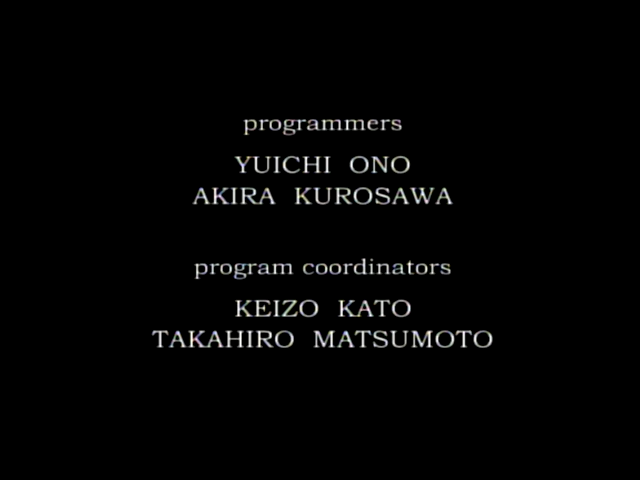 programmers
YUICHI ONO
AKIRA KUROSAWA
program coordinators
KEIZO KATO
TAKAHIRO MATSUMOTO